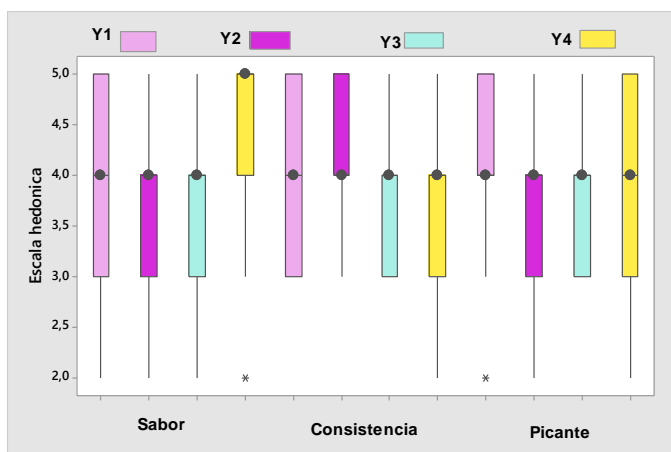 Y1 Y2 Y3 Y4
Escala hedonica
5,0
4,5
4,0
3,5
3,0
2,5
2,0
Sabor Consistencia Picante